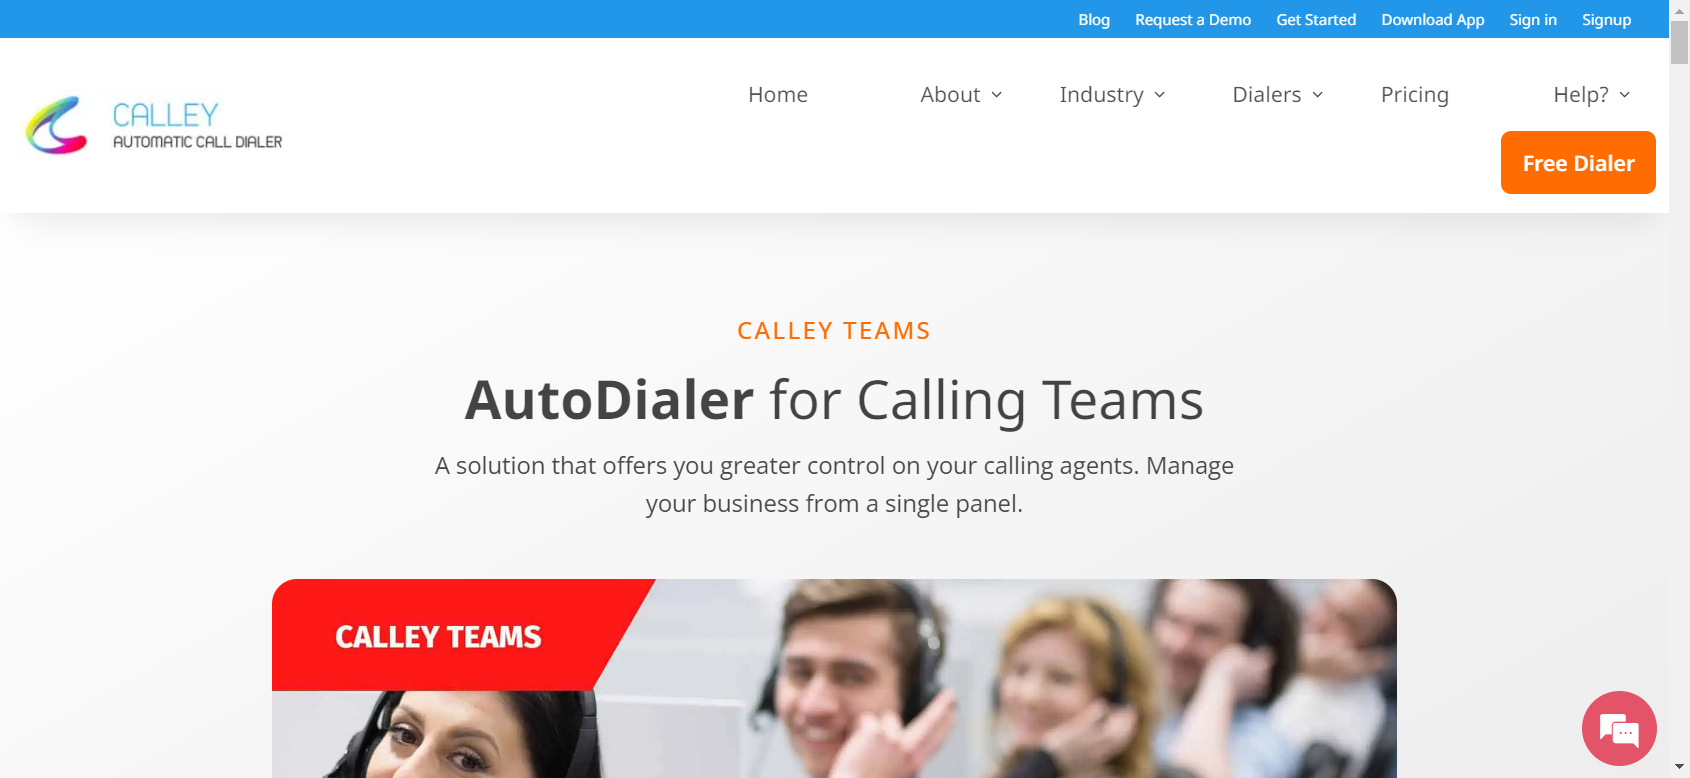 Blog Request a Demo Get Started Download App Sign in Signup
Home About Industry Dialers Pricing Help?
CALLEY
AUTOMATIC CALL DIALER
Free Dialer
CALLEY TEAMS
AutoDialer for Calling Teams
A solution that offers you greater control on your calling agents. Manage
your business from a single panel.
CALLEY TEAMS